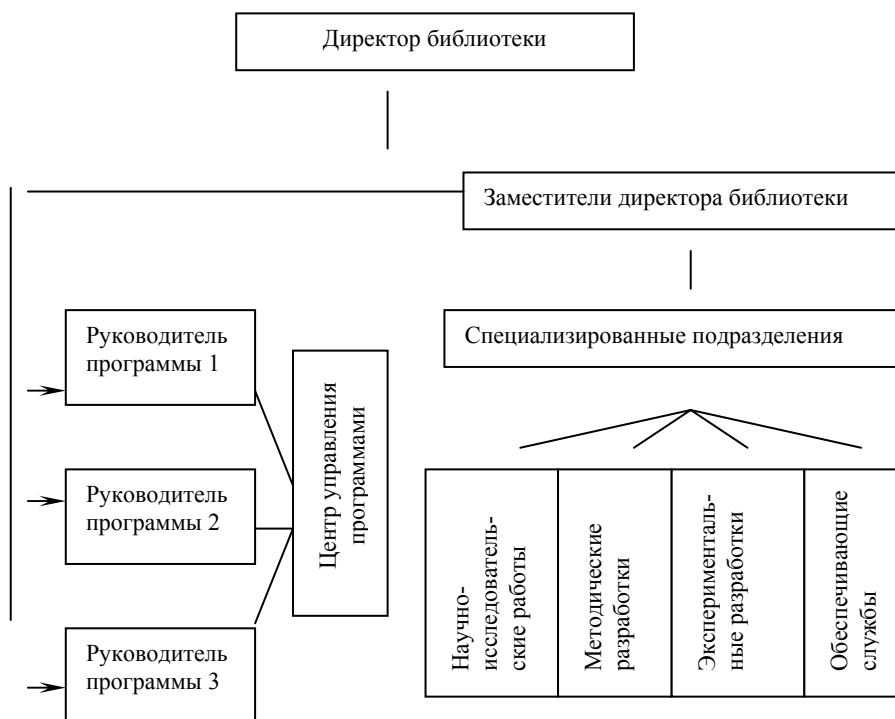 Директор библиотеки
Заместители директора библиотеки
Специализированные подразделения
Руководитель
программы 1
Центр управления
программами
Руководитель
программы 2
Руководитель
программы 3
Научно-
исследователь-
ские работы
Методические
разработки
Эксперименталь-
ные разработки
Обеспечивающие
службы